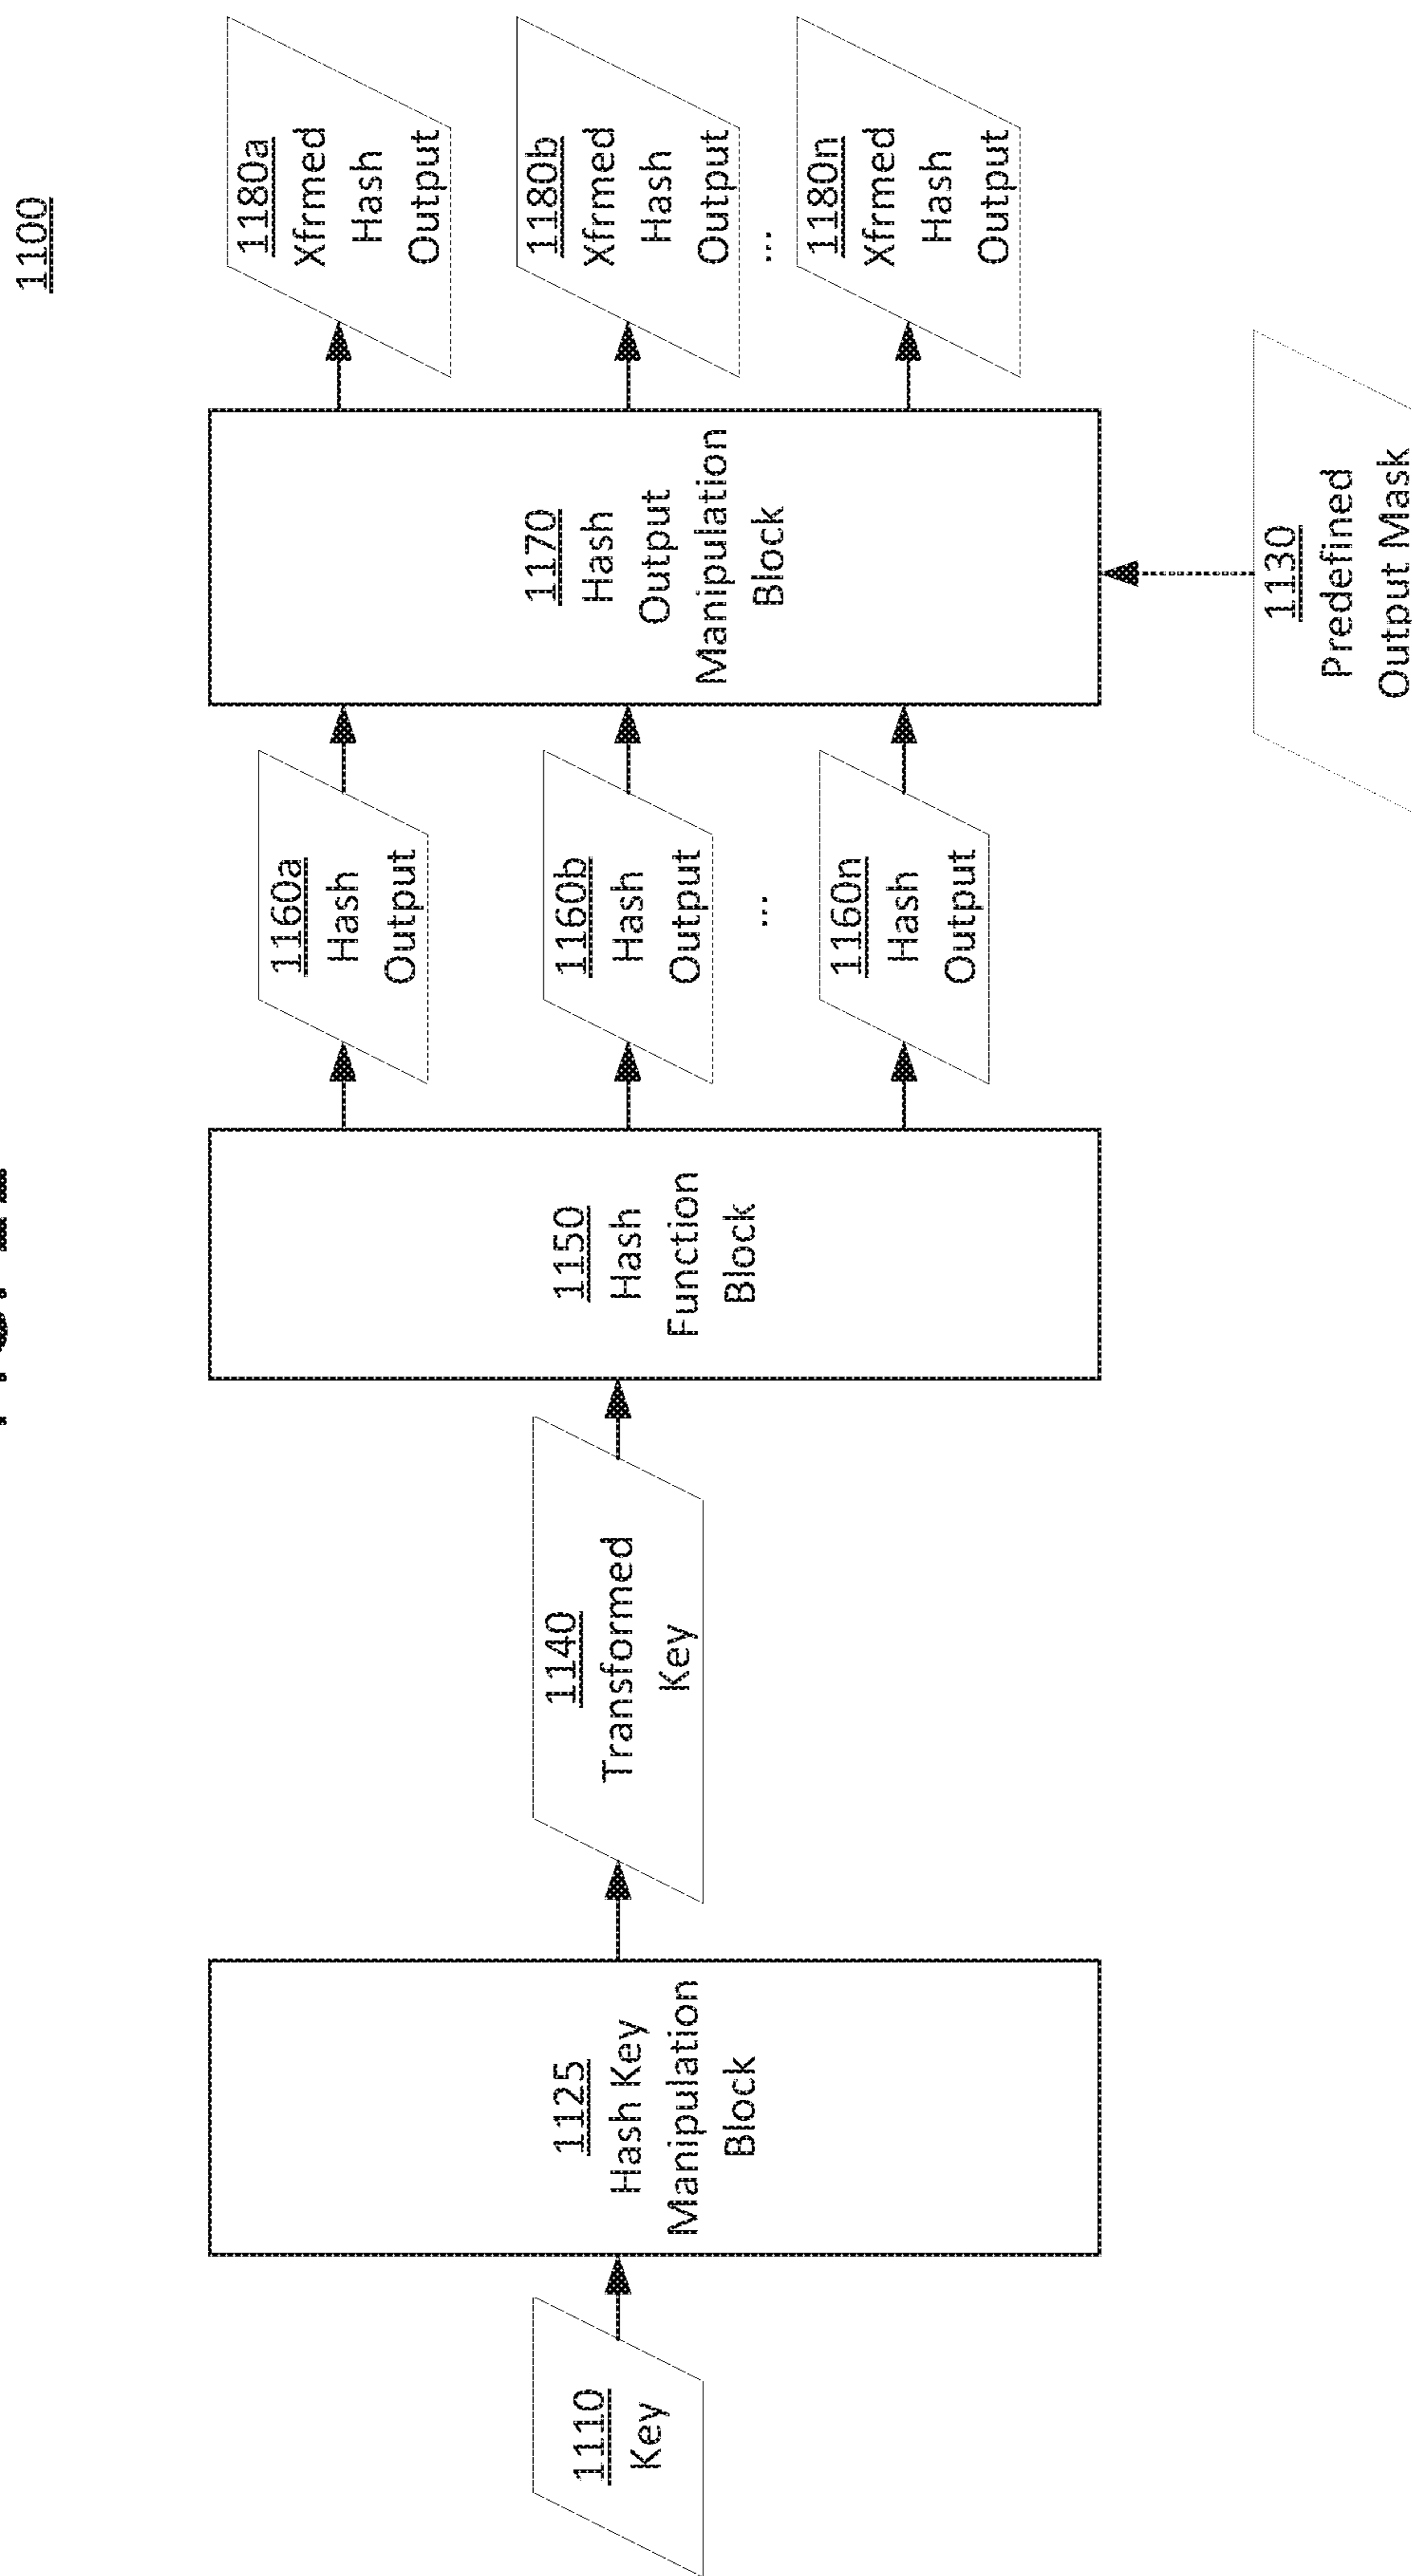 1100
1110
Key
1125
Hash Key
Manipulation
Block
1140
Transformed
Key
1150
Hash
Function
Block
1160a
Hash
Output
1160b
Hash
Output
...
1160n
Hash
Output
1170
Hash
Output
Manipulation
Block
1130
Predefined
Output Mask
1180a
Xfrmed
Hash
Output
1180b
Xfrmed
Hash
Output
...
1180n
Xfrmed
Hash
Output